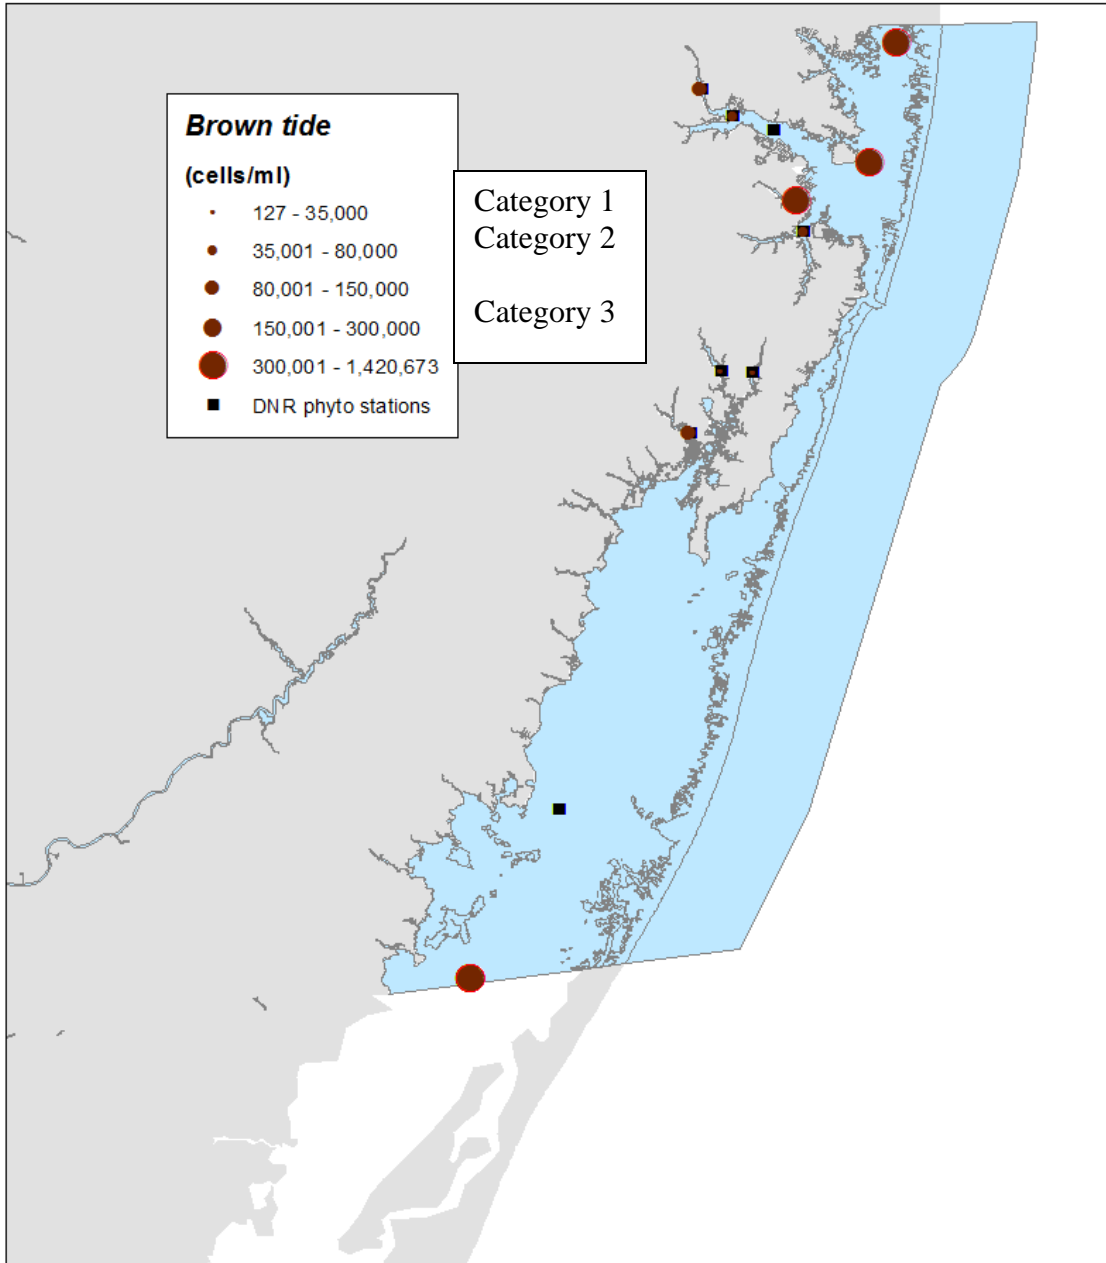 Brown tide
(cells/ml)
127 - 35,000
35,001 - 80,000
80,001 - 150,000
150,001 - 300,000
300,001 - 1,420,673
DNR phyto stations
Category 1
Category 2
Category 3